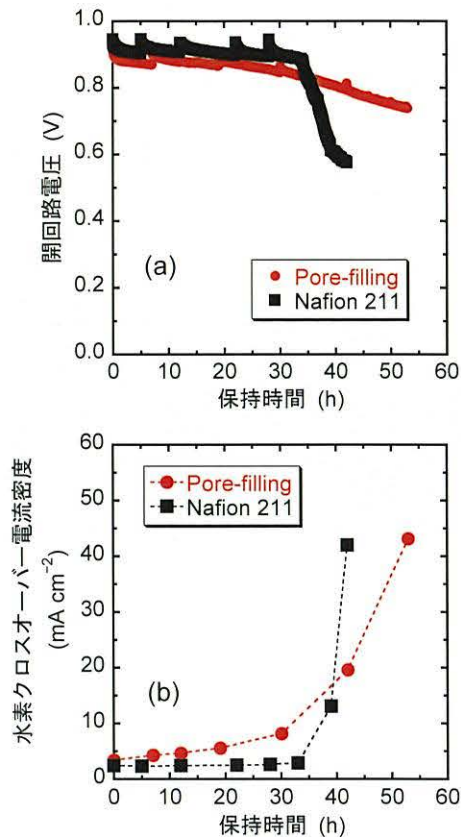 1.0
0.8
0.6
0.4
0.2
0.0
開回路電圧 (V)
(a)
Pore-filling
Nafion 211
0 10 20 30 40 50 60
保持時間 (h)
60
50
40
30
20
10
0
水素クロスオーバー電流密度
(mA cm⁻²)
Pore-filling
Nafion 211
(b)
0 10 20 30 40 50 60
保持時間 (h)